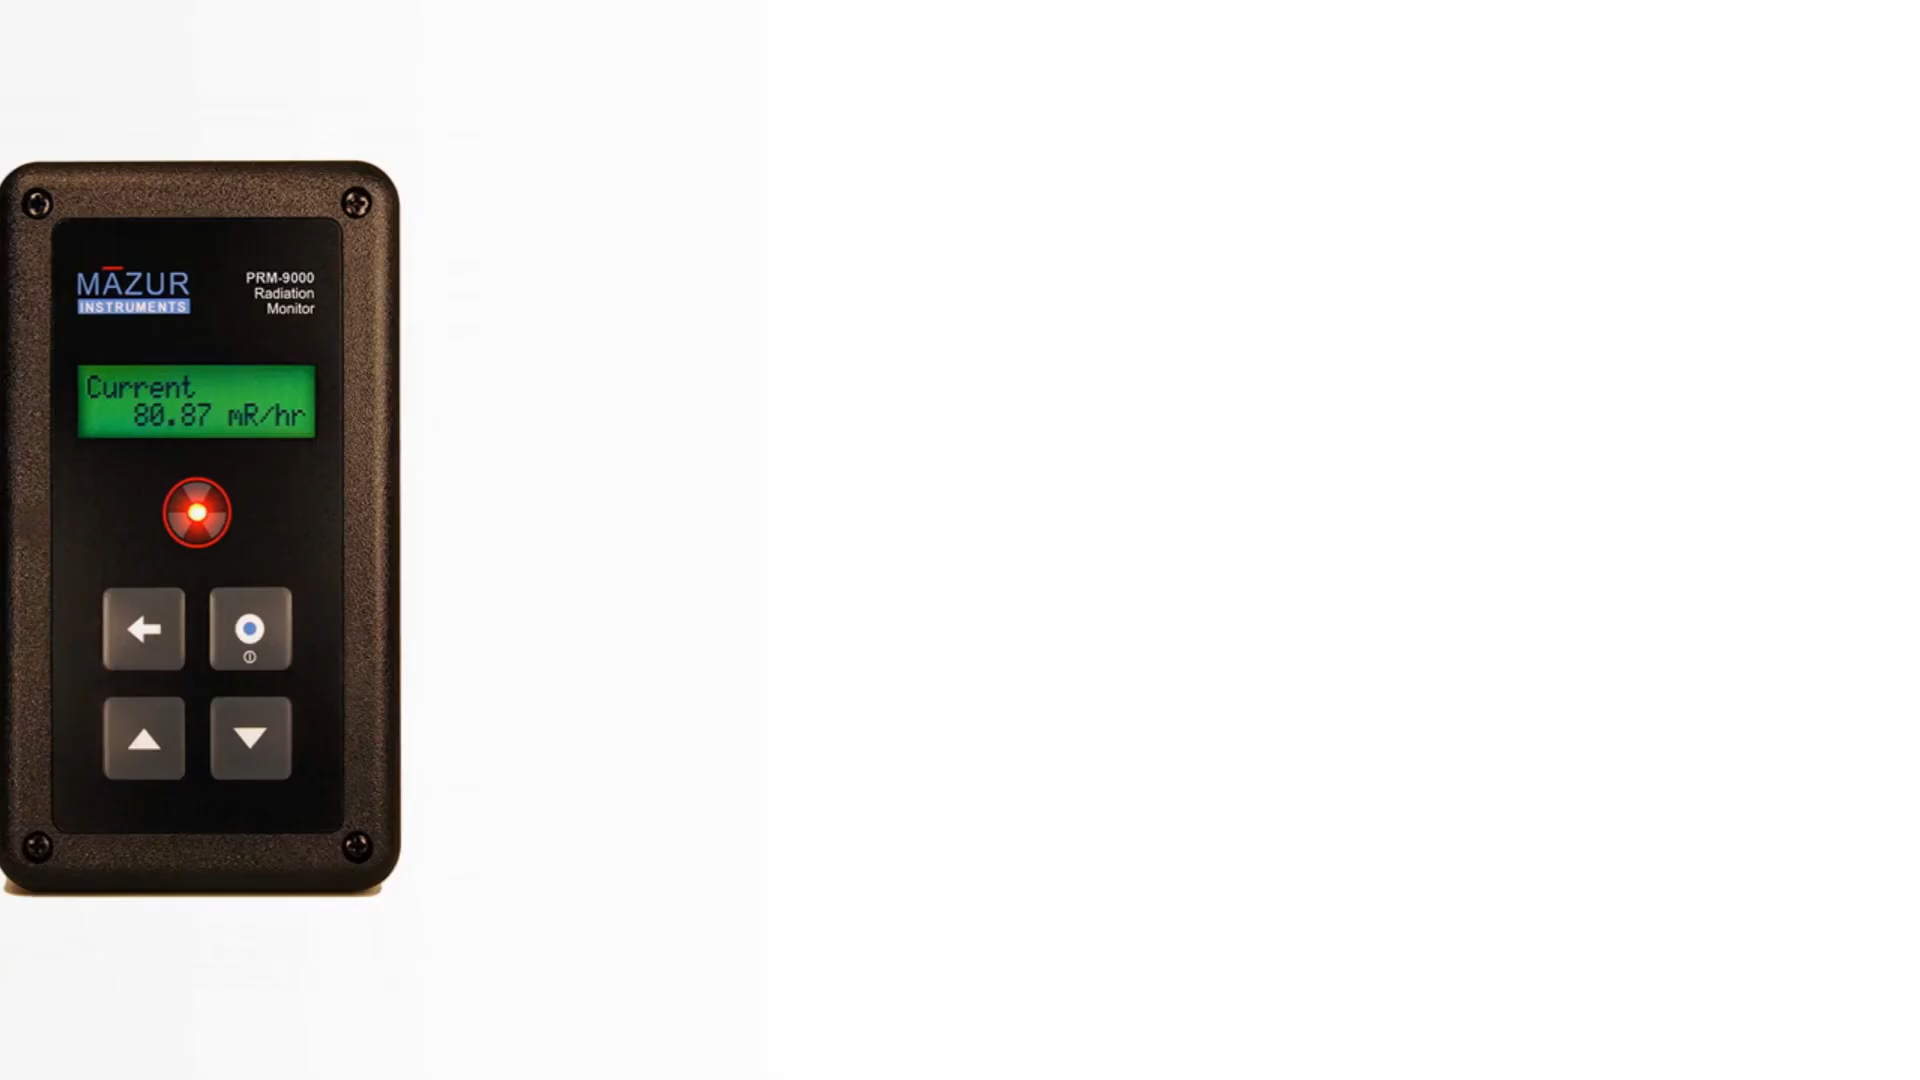 MAZUR
INSTRUMENTS
PRM-9000
Radiation
Monitor
Current
80.87 mR/hr